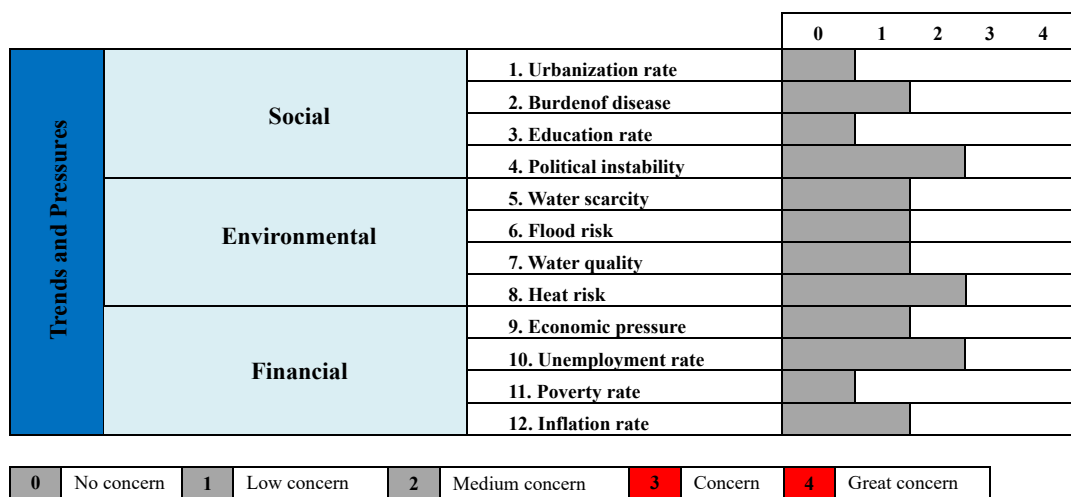 0 1 2 3 4
Trends and Pressures
Social
1. Urbanization rate
2. Burdenof disease
3. Education rate
4. Political instability
Environmental
5. Water scarcity
6. Flood risk
7. Water quality
8. Heat risk
Financial
9. Economic pressure
10. Unemployment rate
11. Poverty rate
12. Inflation rate
0 No concern 1 Low concern 2 Medium concern 3 Concern 4 Great concern